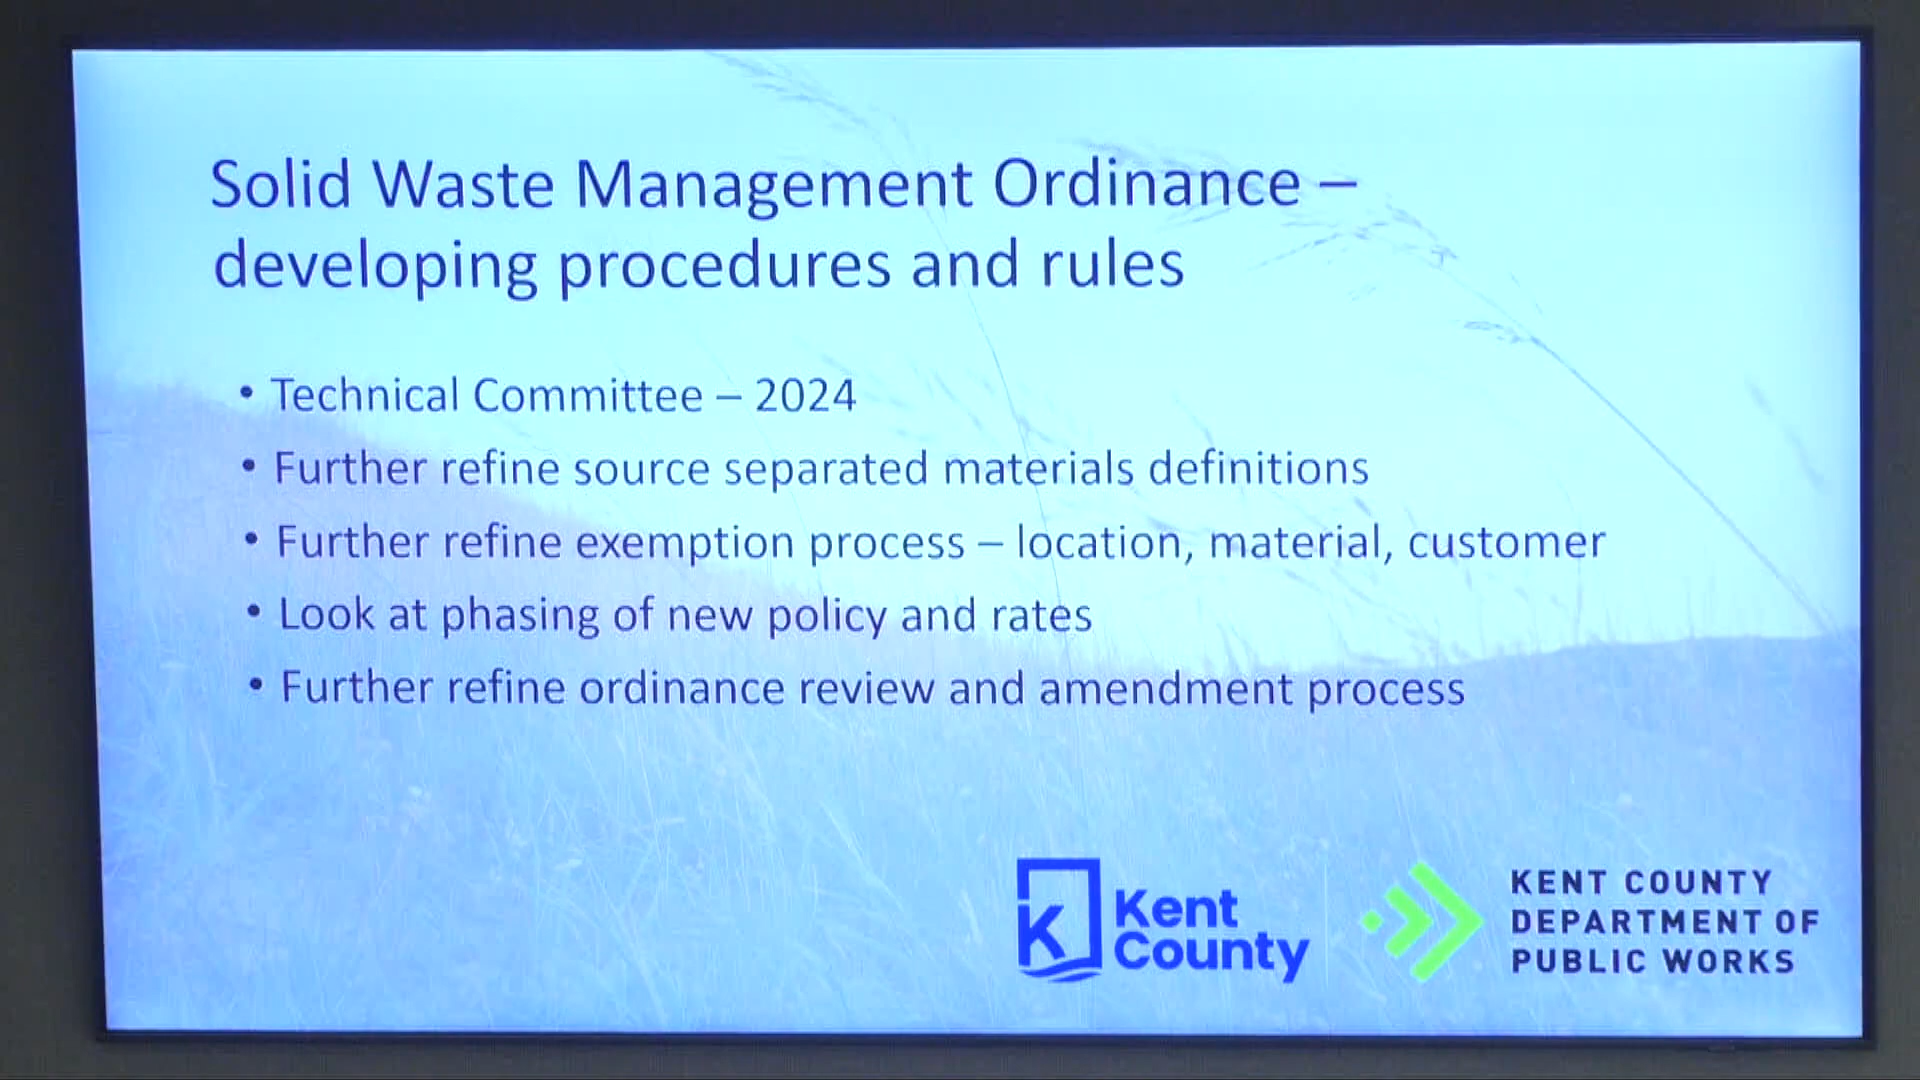 Solid Waste Management Ordinance –
developing procedures and rules
• Technical Committee – 2024
• Further refine source separated materials definitions
• Further refine exemption process – location, material, customer
• Look at phasing of new policy and rates
• Further refine ordinance review and amendment process
K
Kent
County
KENT COUNTY
DEPARTMENT OF
PUBLIC WORKS